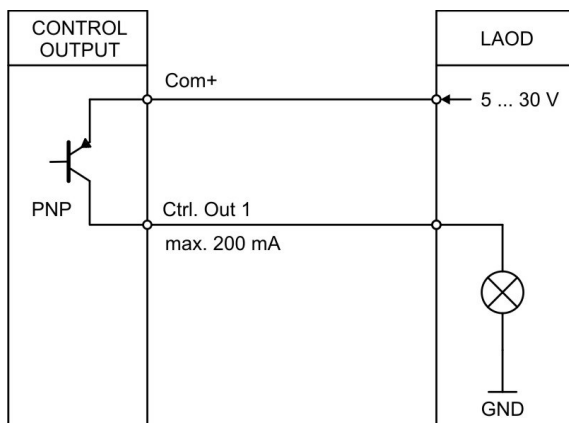 CONTROL
OUTPUT
LAOD
Com+
5 ... 30 V
PNP
Ctrl. Out 1
max. 200 mA
GND